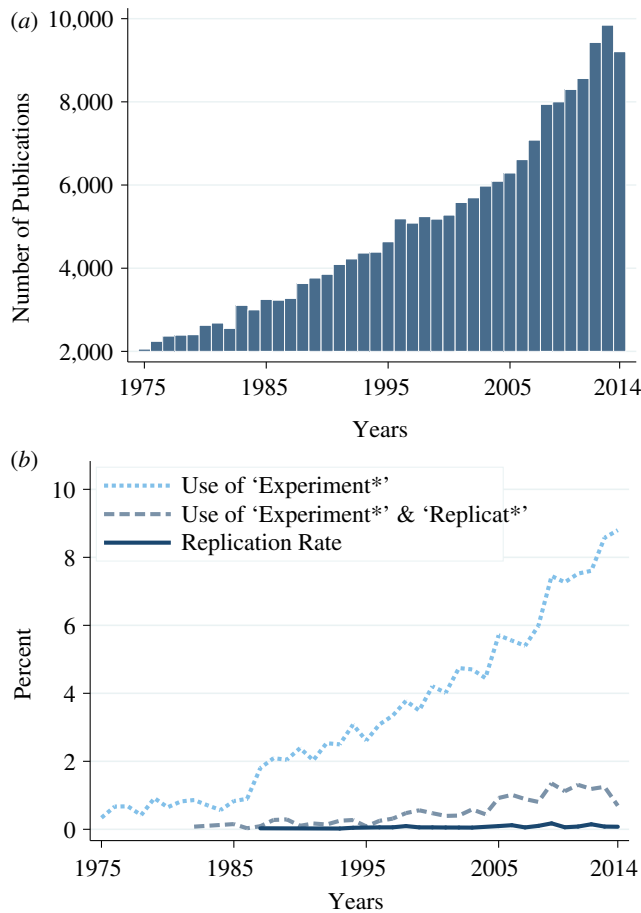 (a)
10,000
8,000
6,000
4,000
2,000
Number of Publications
1975 1985 1995 2005 2014
Years
(b)
10
8
6
4
2
0
Percent
Use of ‘Experiment*’
Use of ‘Experiment*’ & ‘Replicat*’
Replication Rate
1975 1985 1995 2005 2014
Years